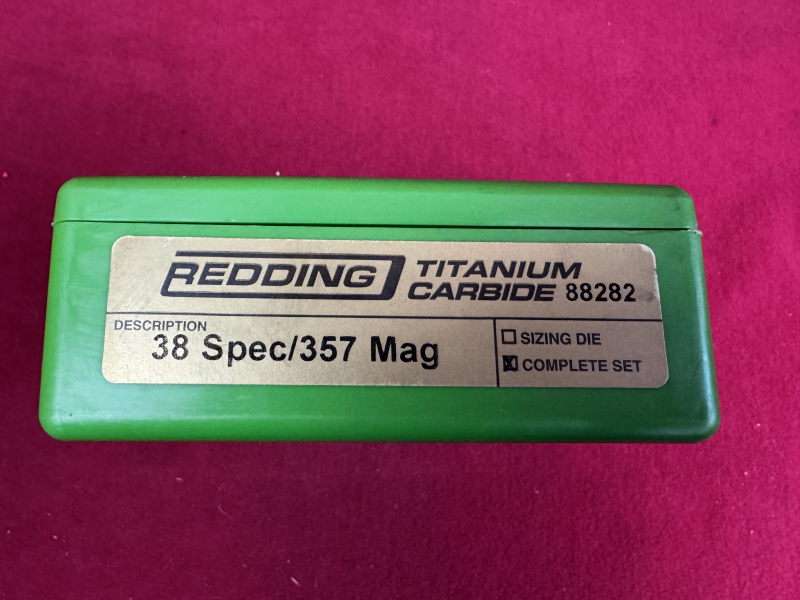 REDDING
TITANIUM
CARBIDE 88282
DESCRIPTION
38 Spec/357 Mag
☐ SIZING DIE
☒ COMPLETE SET